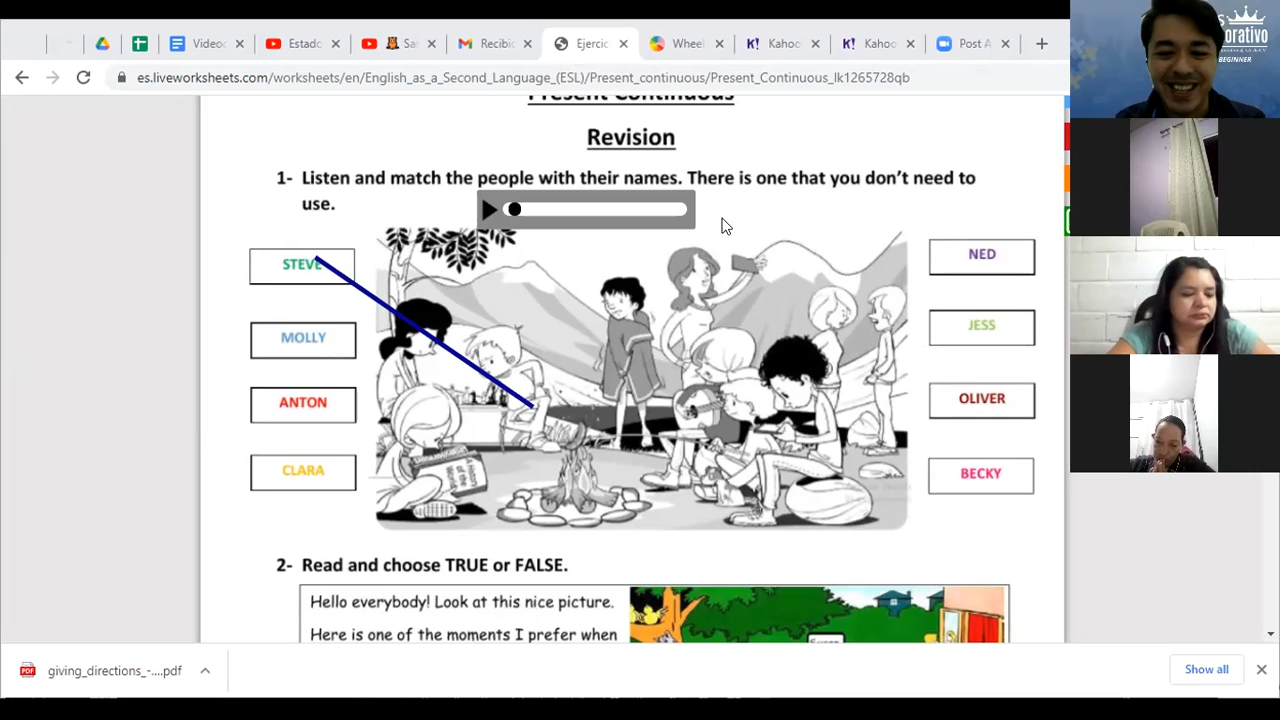 Videoc
Estado
Sa
Recibic
Ejercic
Wheel
Kahoo
Kahoo
Post A
es.liveworksheets.com/worksheets/en/English_as_a_Second_Language_(ESL)/Present_continuous/Present_Continuous_lk1265728qb
S
orativo
BEGINNER
Present Continuous
Revision
1- Listen and match the people with their names. There is one that you don't need to
use.
STEVE
MOLLY
ANTON
CLARA
NED
JESS
OLIVER
BECKY
2- Read and choose TRUE or FALSE.
Hello everybody! Look at this nice picture.
Here is one of the moments I prefer when
giving_directions_-....pdf
Show all